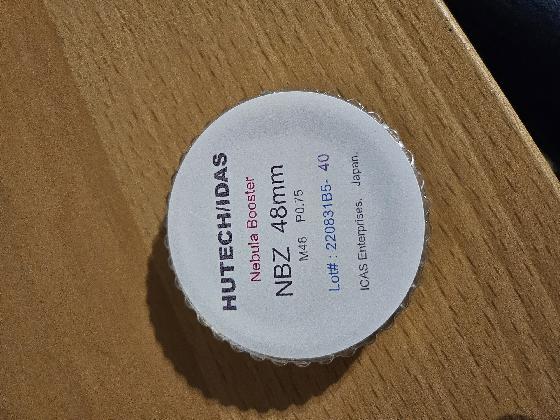 HUTECH/IDAS
Nebula Booster
NBZ 48mm
M48 P0.75
Lot# : 220831B5- 40
ICAS Enterprises, Japan.